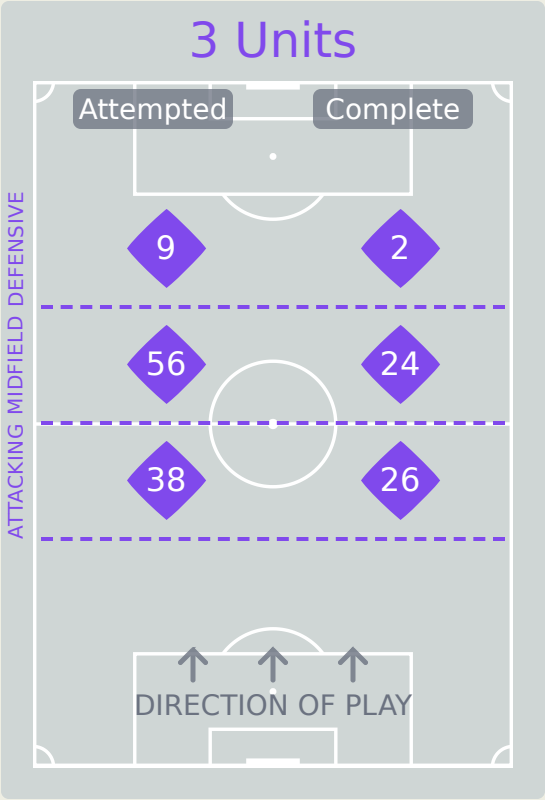 3 Units
Attempted
Complete
ATTACKING MIDFIELD DEFENSIVE
9
2
56
24
38
26
DIRECTION OF PLAY